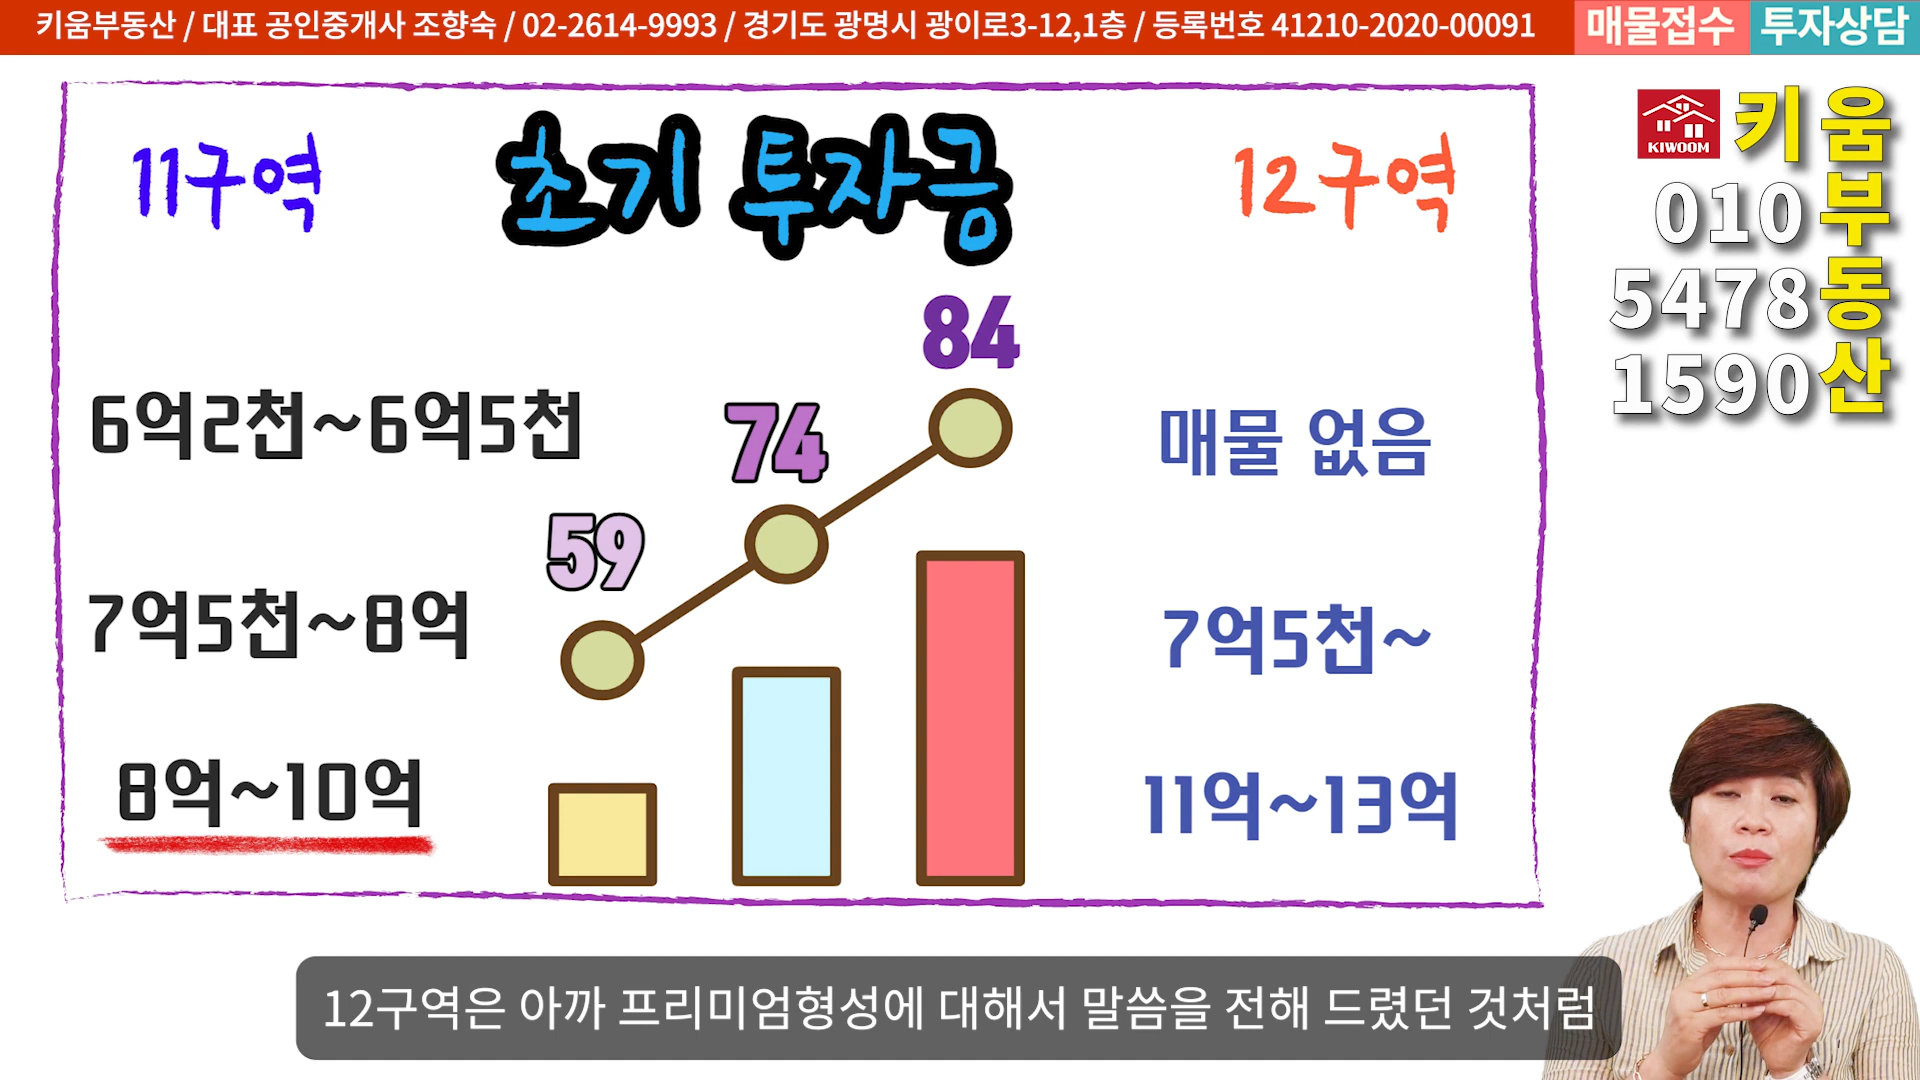 키움부동산 / 대표 공인중개사 조향숙 / 02-2614-9993 / 경기도 광명시 광이로3-12,1층 / 등록번호 41210-2020-00091
매물접수 투자상담
KIWOOM
키움부동산
010
5478
1590
11구역
초기 투자금
12구역
84
74
59
6억2천~6억5천
매물 없음
7억5천~8억
7억5천~
8억~10억
11억~13억
12구역은 아까 프리미엄형성에 대해서 말씀을 전해 드렸던 것처럼